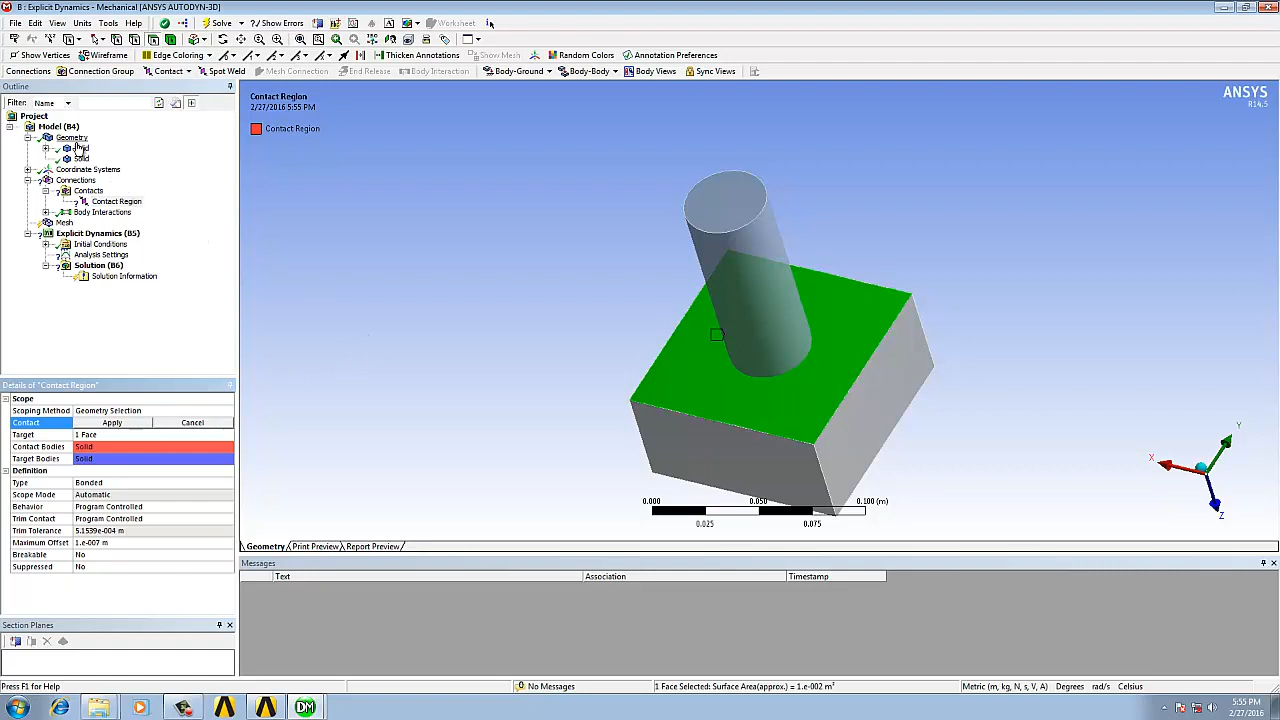 B : Explicit Dynamics - Mechanical [ANSYS AUTODYN-3D]
File Edit View Units Tools Help Solve Show Errors Worksheet
Show Vertices Wireframe Edge Coloring Thicken Annotations Show Mesh Random Colors Annotation Preferences
Connections Connection Group Contact Spot Weld Mesh Connection End Release Body Interaction Body-Ground Body-Body Body Views Sync Views
Outline
Filter: Name
Project
Model (B4)
Geometry
Solid
Coordinate Systems
Connections
Contacts
Contact Region
Body Interactions
Mesh
Explicit Dynamics (B5)
Initial Conditions
Analysis Settings
Solution (B6)
Solution Information
Contact Region
2/27/2016 5:55 PM
Contact Region
ANSYS
R14.5
Y
X
Z
0.000 0.050 0.100 (m)
0.025 0.075
Details of "Contact Region"
Scope
Scoping Method Geometry Selection
Contact Apply Cancel
Target 1 Face
Contact Bodies Solid
Target Bodies Solid
Definition
Type Bonded
Scope Mode Automatic
Behavior Program Controlled
Trim Contact Program Controlled
Trim Tolerance 5.1539e-004 m
Maximum Offset 1.e-007 m
Breakable No
Suppressed No
Geometry Print Preview Report Preview
Messages
Text Association Timestamp
Section Planes
Press F1 for Help No Messages 1 Face Selected: Surface Area(approx.) = 1.e-002 m² Metric (m, kg, N, s, V, A) Degrees rad/s Celsius
DM
5:55 PM
2/27/2016